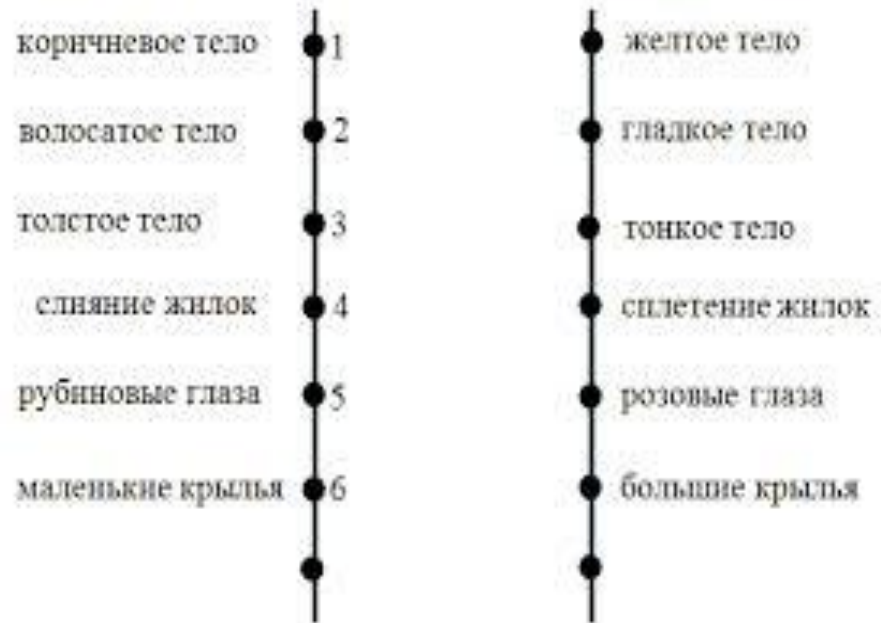 коричневое тело 1 желтое тело
волосатое тело 2 гладкое тело
толстое тело 3 тонкое тело
слияние жилок 4 сплетение жилок
рубиновые глаза 5 розовые глаза
маленькие крылья 6 большие крылья